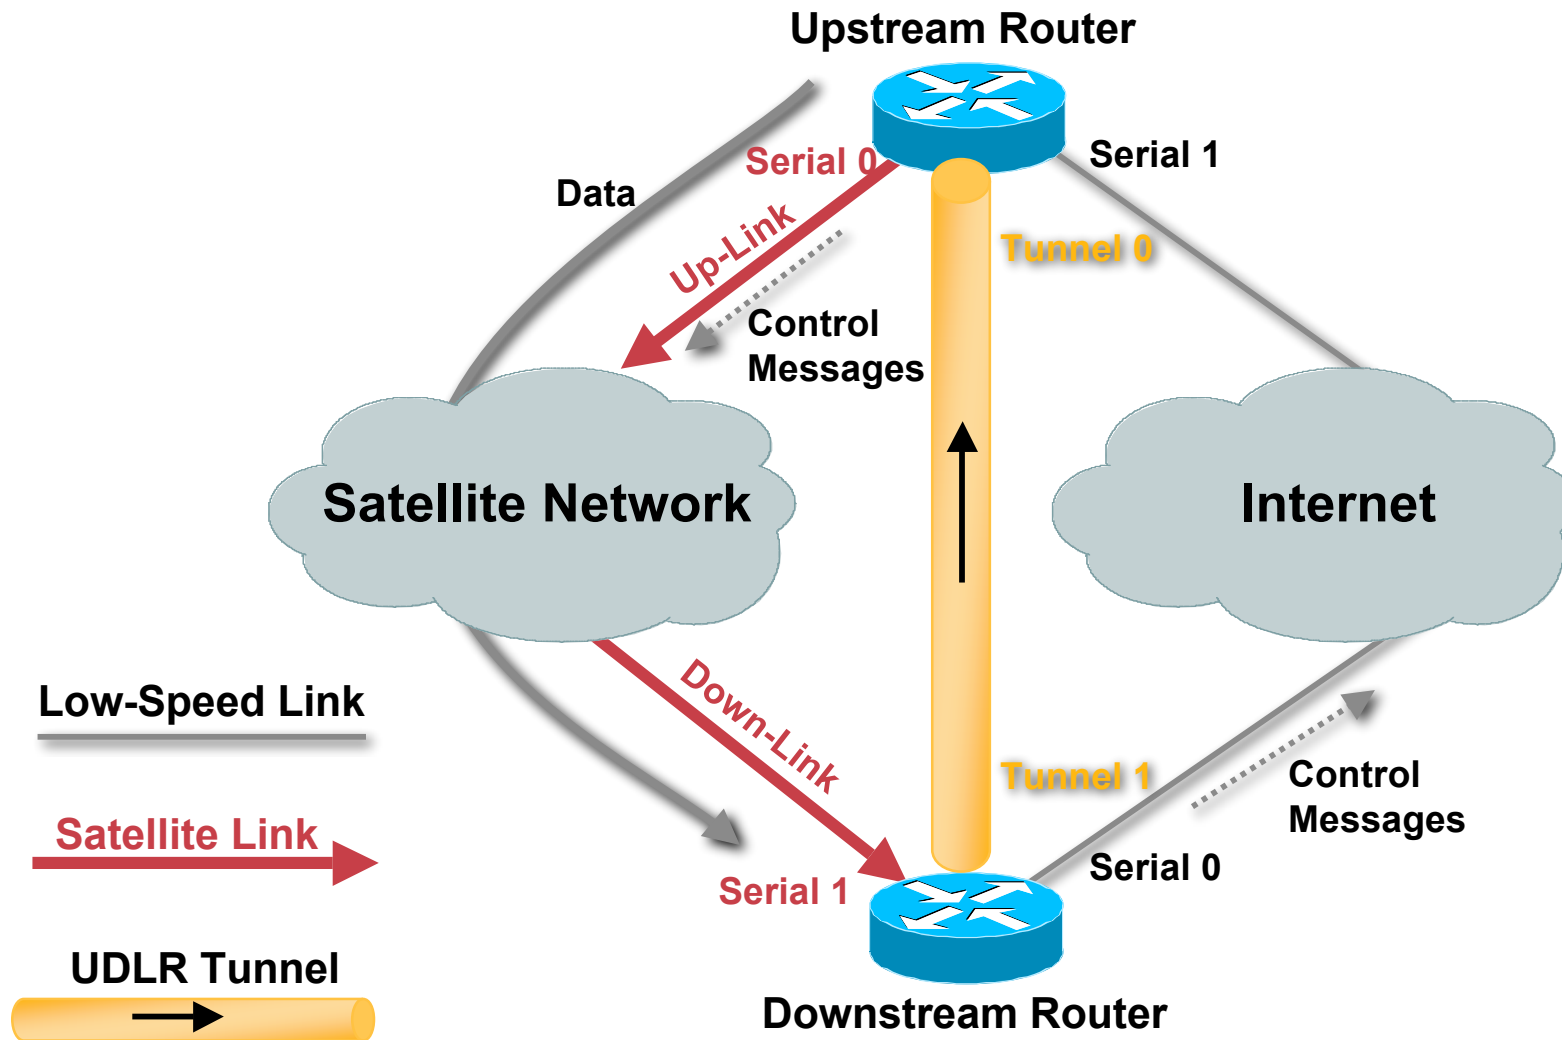 Upstream Router
Serial 0
Serial 1
Data
Up-Link
Tunnel 0
Control
Messages
Satellite Network
Internet
Low-Speed Link
Down-Link
Tunnel 1
Control
Messages
Satellite Link
Serial 1
Serial 0
UDLR Tunnel
Downstream Router